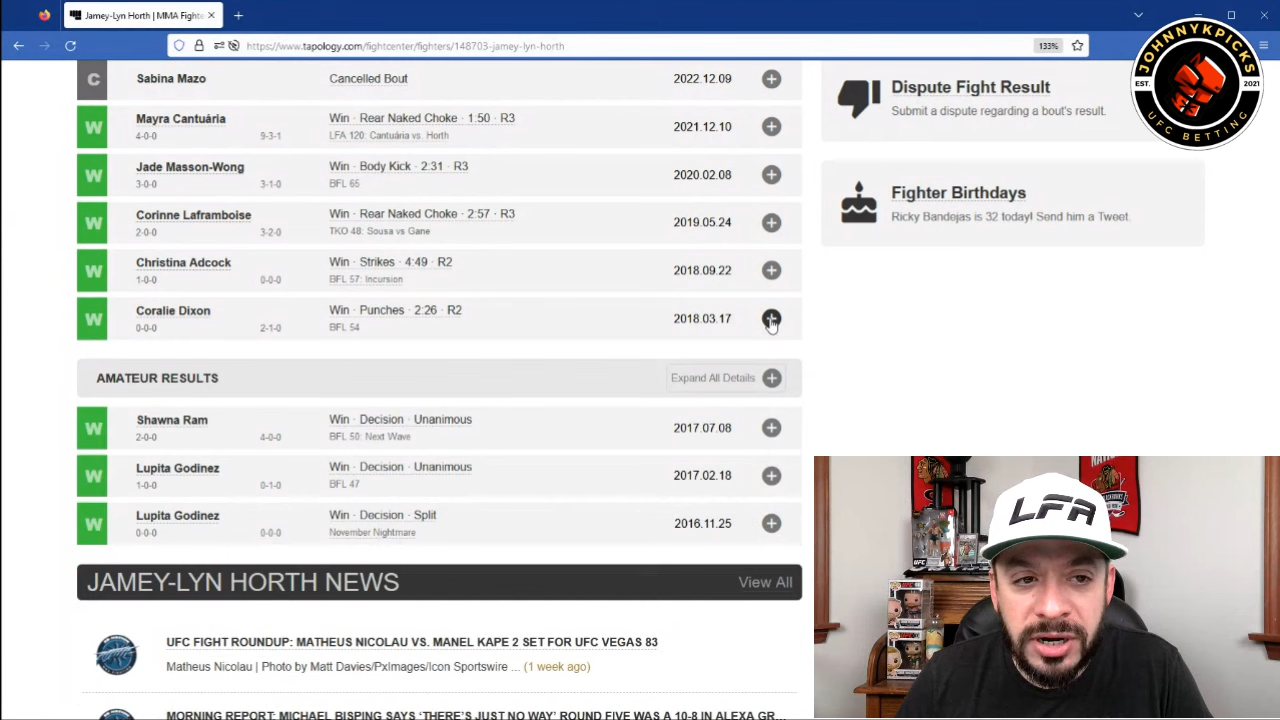 Jamey-Lyn Horth | MMA Fighte
https://www.tapology.com/fightcenter/fighters/148703-jamey-lyn-horth
133%
JOHNNYKPICKS
EST. 2021
UFC BETTING
C Sabina Mazo Cancelled Bout 2022.12.09
W Mayra Cantuária Win · Rear Naked Choke · 1:50 · R3 2021.12.10
4-0-0 9-3-1 LFA 120: Cantuária vs. Horth
W Jade Masson-Wong Win · Body Kick · 2:31 · R3 2020.02.08
3-0-0 3-1-0 BFL 65
W Corinne Laframboise Win · Rear Naked Choke · 2:57 · R3 2019.05.24
2-0-0 3-2-0 TKO 48: Sousa vs Gane
W Christina Adcock Win · Strikes · 4:49 · R2 2018.09.22
1-0-0 0-0-0 BFL 57: Incursion
W Coralie Dixon Win · Punches · 2:26 · R2 2018.03.17
0-0-0 2-1-0 BFL 54
AMATEUR RESULTS Expand All Details
W Shawna Ram Win · Decision · Unanimous 2017.07.08
2-0-0 4-0-0 BFL 50: Next Wave
W Lupita Godinez Win · Decision · Unanimous 2017.02.18
1-0-0 0-1-0 BFL 47
W Lupita Godinez Win · Decision · Split 2016.11.25
0-0-0 0-0-0 November Nightmare
JAMEY-LYN HORTH NEWS View All
UFC FIGHT ROUNDUP: MATHEUS NICOLAU VS. MANEL KAPE 2 SET FOR UFC VEGAS 83
Matheus Nicolau | Photo by Matt Davies/PxImages/Icon Sportswire ... (1 week ago)
MORNING REPORT: MICHAEL BISPING SAYS 'THERE'S JUST NO WAY' ROUND FIVE WAS A 10-8 IN ALEXA GR...
Dispute Fight Result
Submit a dispute regarding a bout's result.
Fighter Birthdays
Ricky Bandejas is 32 today! Send him a Tweet.
LFA
UFC